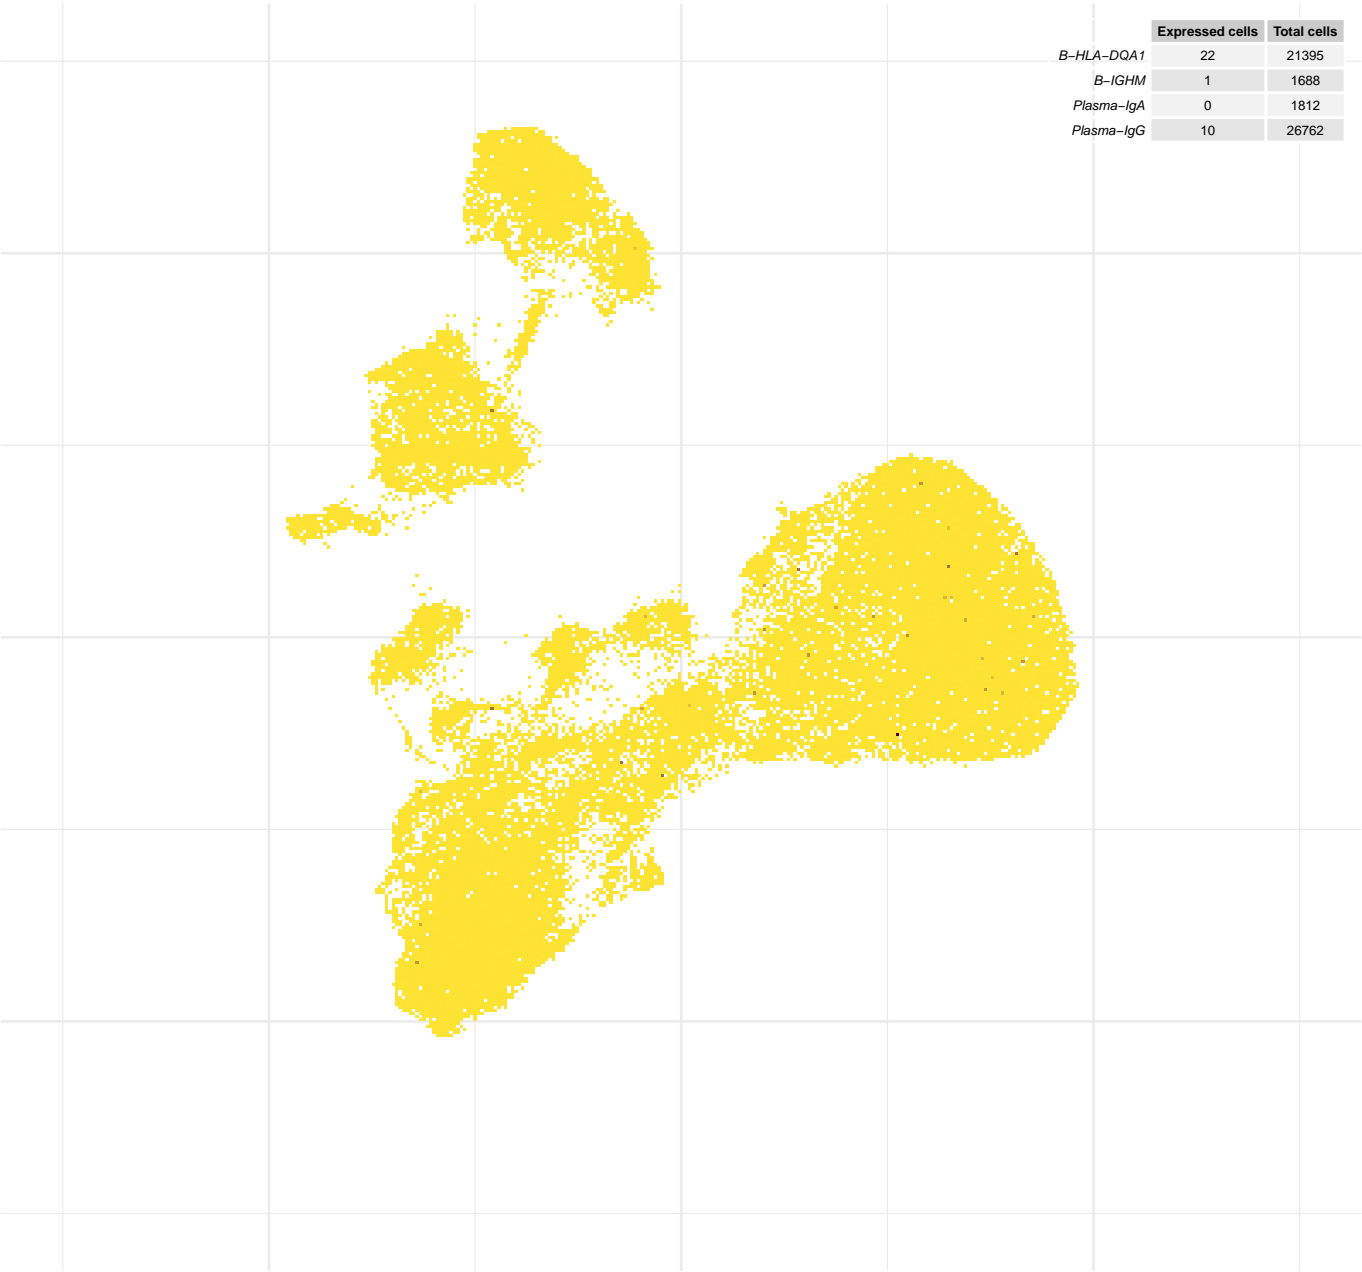 Expressed cells Total cells
B−HLA−DQA1 22 21395
B−IGHM 1 1688
Plasma−IgA 0 1812
Plasma−IgG 10 26762